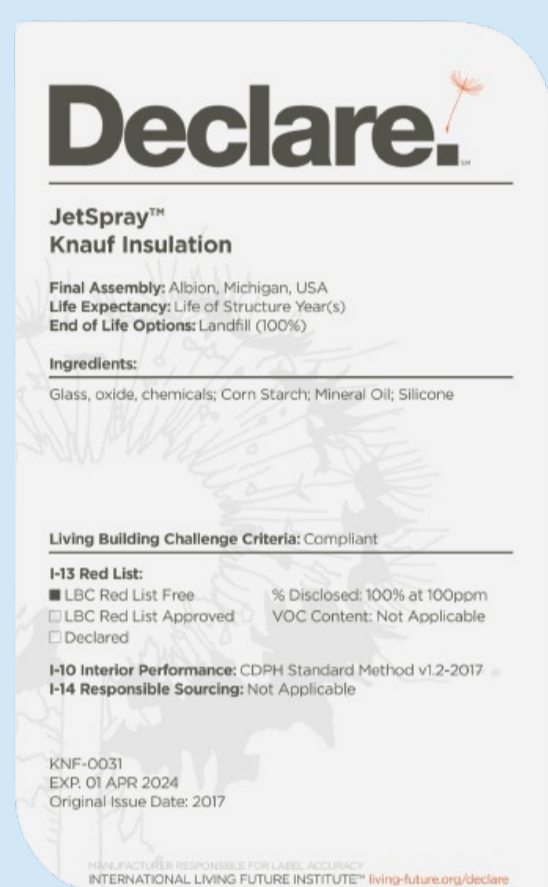 Declare. SM
JetSpray™
Knauf Insulation
Final Assembly: Albion, Michigan, USA
Life Expectancy: Life of Structure Year(s)
End of Life Options: Landfill (100%)
Ingredients:
Glass, oxide, chemicals; Corn Starch; Mineral Oil; Silicone
Living Building Challenge Criteria: Compliant
I-13 Red List:
■ LBC Red List Free % Disclosed: 100% at 100ppm
□ LBC Red List Approved VOC Content: Not Applicable
□ Declared
I-10 Interior Performance: CDPH Standard Method v1.2-2017
I-14 Responsible Sourcing: Not Applicable
KNF-0031
EXP. 01 APR 2024
Original Issue Date: 2017
MANUFACTURER RESPONSIBLE FOR LABEL ACCURACY
INTERNATIONAL LIVING FUTURE INSTITUTE™ living-future.org/declare